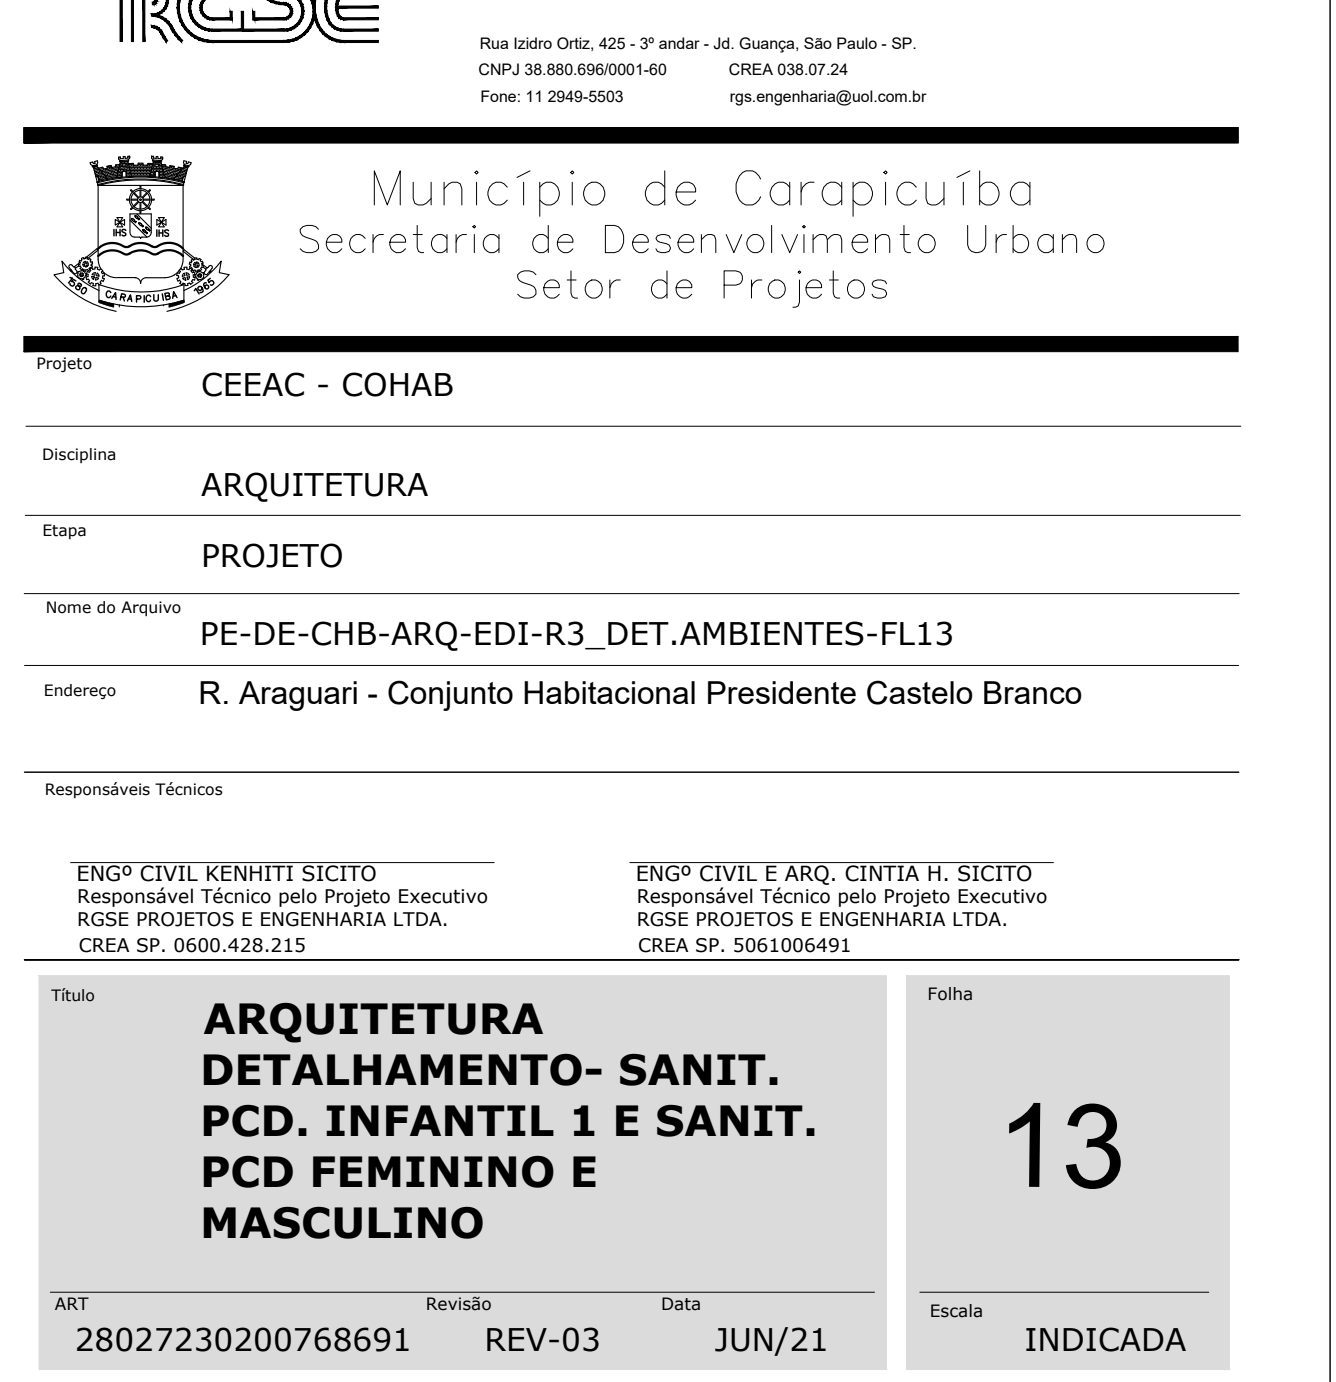 RGSE
Rua Izidro Ortiz, 425 - 3º andar - Jd. Guança, São Paulo - SP.
CNPJ 38.880.696/0001-60 CREA 038.07.24
Fone: 11 2949-5503 rgs.engenharia@uol.com.br
Município de Carapicuíba
Secretaria de Desenvolvimento Urbano
Setor de Projetos
IHS IHS
1580 CARAPICUIBA 1965
Projeto
CEEAC - COHAB
Disciplina
ARQUITETURA
Etapa
PROJETO
Nome do Arquivo
PE-DE-CHB-ARQ-EDI-R3_DET.AMBIENTES-FL13
Endereço
R. Araguari - Conjunto Habitacional Presidente Castelo Branco
Responsáveis Técnicos
ENGº CIVIL KENHITI SICITO
Responsável Técnico pelo Projeto Executivo
RGSE PROJETOS E ENGENHARIA LTDA.
CREA SP. 0600.428.215
ENGº CIVIL E ARQ. CINTIA H. SICITO
Responsável Técnico pelo Projeto Executivo
RGSE PROJETOS E ENGENHARIA LTDA.
CREA SP. 5061006491
Título
ARQUITETURA
DETALHAMENTO- SANIT.
PCD. INFANTIL 1 E SANIT.
PCD FEMININO E
MASCULINO
Folha
13
ART
28027230200768691
Revisão
REV-03
Data
JUN/21
Escala
INDICADA